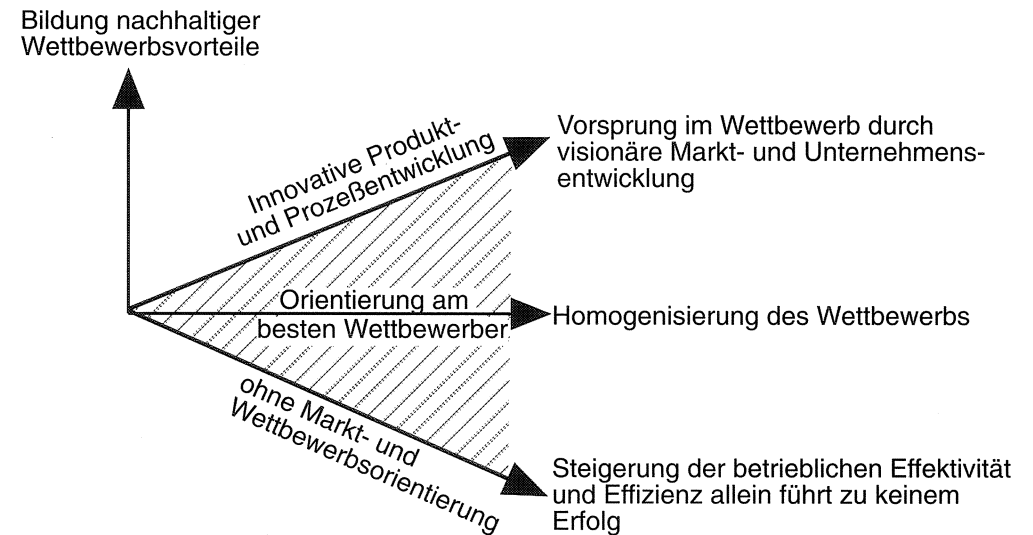 Bildung nachhaltiger
Wettbewerbsvorteile
Innovative Produkt-
und Prozeßentwicklung
Vorsprung im Wettbewerb durch
visionäre Markt- und Unternehmens-
entwicklung
Orientierung am
besten Wettbewerber
Homogenisierung des Wettbewerbs
ohne Markt- und
Wettbewerbsorientierung
Steigerung der betrieblichen Effektivität
und Effizienz allein führt zu keinem
Erfolg